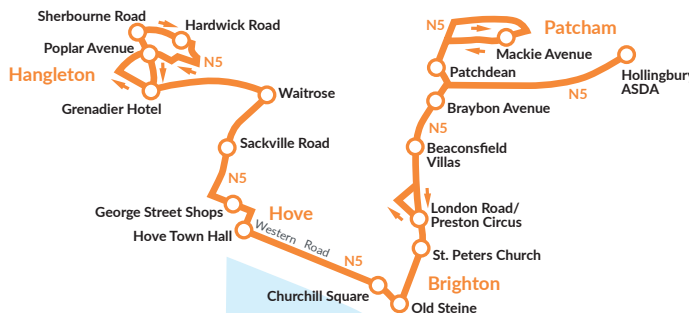 Sherbourne Road
Hardwick Road
N5
Patcham
Poplar Avenue
N5
Mackie Avenue
Hangleton
Patchdean
Hollingbury
ASDA
Grenadier Hotel
Waitrose
N5
Braybon Avenue
N5
Sackville Road
Beaconsfield
Villas
N5
George Street Shops
Hove
London Road/
Preston Circus
Hove Town Hall
Western Road
St. Peters Church
N5
Churchill Square
Brighton
Old Steine